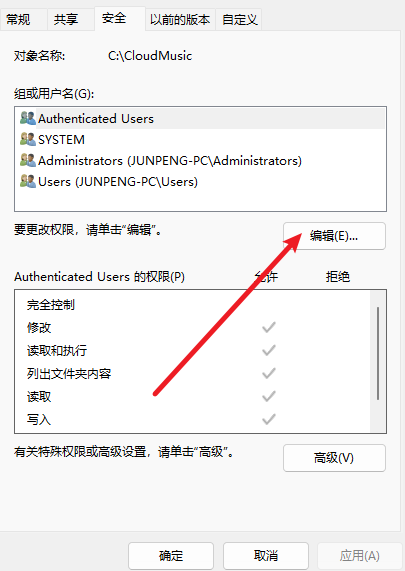 常规 共享 安全 以前的版本 自定义
对象名称: C:\CloudMusic
组或用户名(G):
Authenticated Users
SYSTEM
Administrators (JUNPENG-PC\Administrators)
Users (JUNPENG-PC\Users)
要更改权限，请单击“编辑”。
编辑(E)...
Authenticated Users 的权限(P) 允许 拒绝
完全控制
修改
读取和执行
列出文件夹内容
读取
写入
有关特殊权限或高级设置，请单击“高级”。
高级(V)
确定 取消 应用(A)